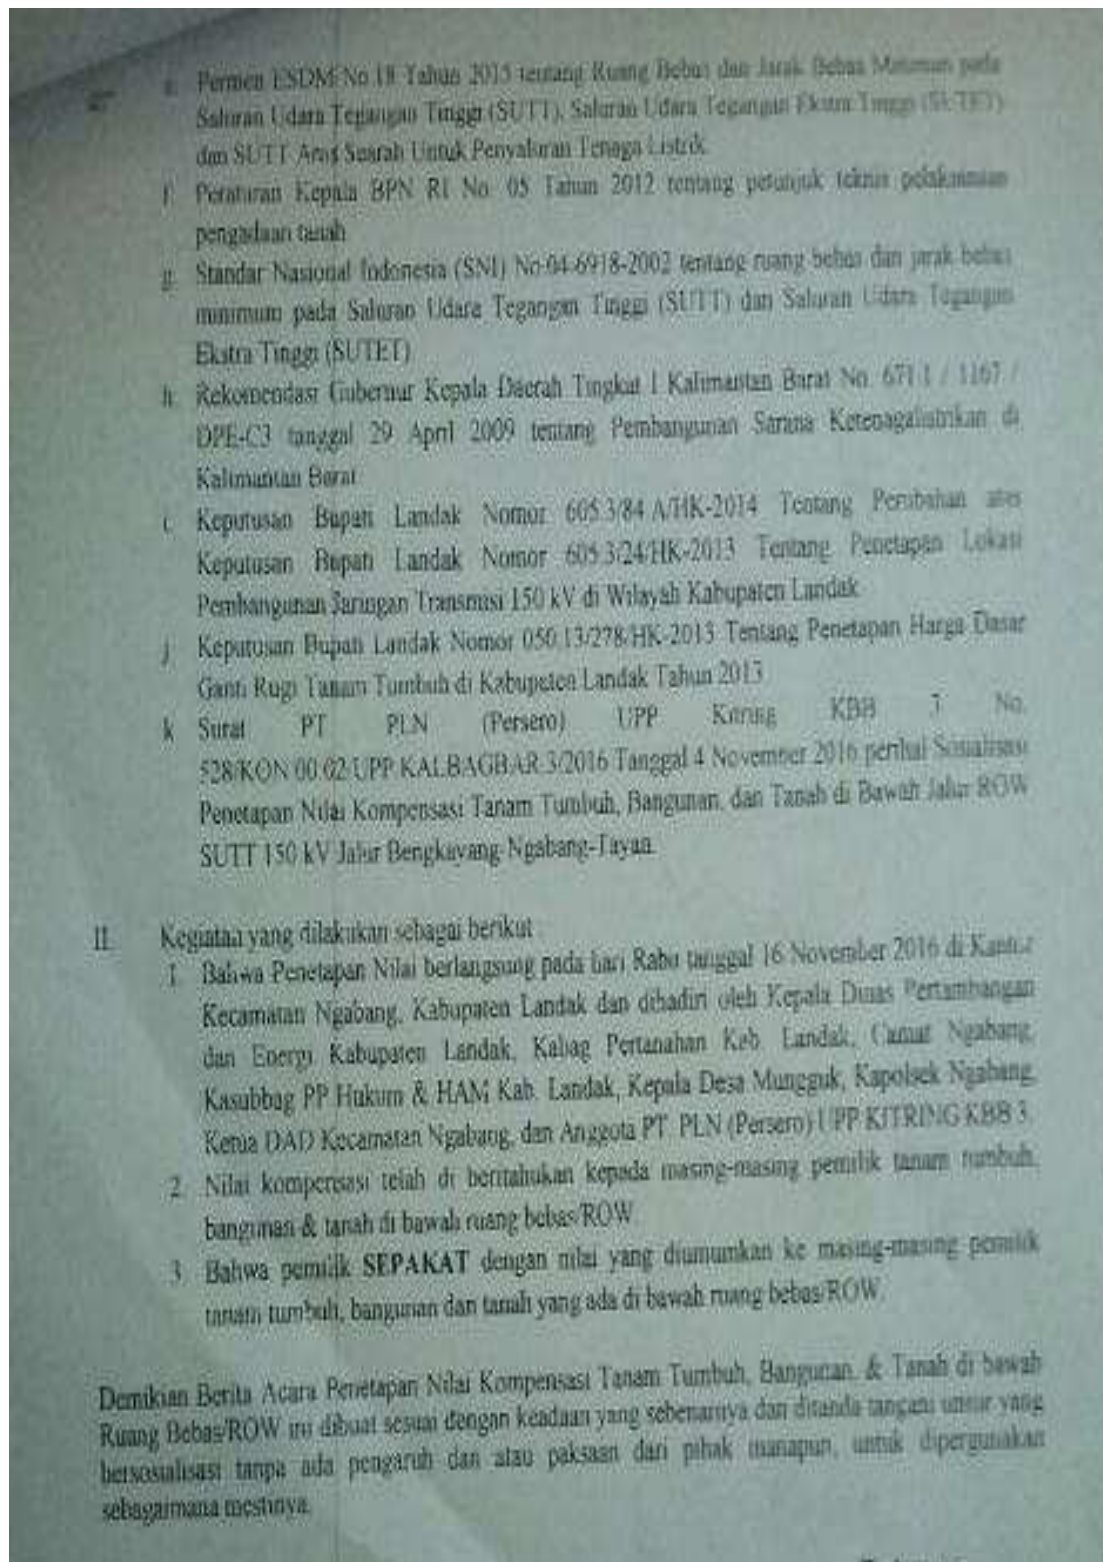 e. Permen ESDM No 18 Tahun 2015 tentang Ruang Bebas dan Jarak Bebas Minimum pada
Saluran Udara Tegangan Tinggi (SUTT), Saluran Udara Tegangan Ekstra Tinggi (SUTET)
dan SUTT Arus Searah Untuk Penyaluran Tenaga Listrik
f. Peraturan Kepala BPN RI No. 05 Tahun 2012 tentang petunjuk teknis pelaksanaan
pengadaan tanah
g. Standar Nasional Indonesia (SNI) No 04-6918-2002 tentang ruang bebas dan jarak bebas
minimum pada Saluran Udara Tegangan Tinggi (SUTT) dan Saluran Udara Tegangan
Ekstra Tinggi (SUTET)
h. Rekomendasi Gubernur Kepala Daerah Tingkat I Kalimantan Barat No. 671.1 / 1167 /
DPE-C3 tanggal 29 April 2009 tentang Pembangunan Sarana Ketenagalistrikan di
Kalimantan Barat
i. Keputusan Bupati Landak Nomor 605.3/84.A/HK-2014 Tentang Perubahan atas
Keputusan Bupati Landak Nomor 605.3/24/HK-2013 Tentang Penetapan Lokasi
Pembangunan Jaringan Transmisi 150 kV di Wilayah Kabupaten Landak
j. Keputusan Bupati Landak Nomor 050.13/278/HK-2013 Tentang Penetapan Harga Dasar
Ganti Rugi Tanam Tumbuh di Kabupaten Landak Tahun 2013
k. Surat PT PLN (Persero) UPP Kitring KBB 3 No.
528/KON.00.02/UPP.KALBAGBAR.3/2016 Tanggal 4 November 2016 perihal Sosialisasi
Penetapan Nilai Kompensasi Tanam Tumbuh, Bangunan, dan Tanah di Bawah Jalur ROW
SUTT 150 kV Jalur Bengkayang-Ngabang-Tayan.
II. Kegiatan yang dilakukan sebagai berikut :
1. Bahwa Penetapan Nilai berlangsung pada hari Rabu tanggal 16 November 2016 di Kantor
Kecamatan Ngabang, Kabupaten Landak dan dihadiri oleh Kepala Dinas Pertambangan
dan Energi Kabupaten Landak, Kabag Pertanahan Kab. Landak, Camat Ngabang,
Kasubbag PP Hukum & HAM Kab. Landak, Kepala Desa Mungguk, Kapolsek Ngabang,
Ketua DAD Kecamatan Ngabang, dan Anggota PT. PLN (Persero) UPP KITRING KBB 3.
2. Nilai kompensasi telah di beritahukan kepada masing-masing pemilik tanam tumbuh,
bangunan & tanah di bawah ruang bebas/ROW.
3. Bahwa pemilik SEPAKAT dengan nilai yang diumumkan ke masing-masing pemilik
tanam tumbuh, bangunan dan tanah yang ada di bawah ruang bebas/ROW.
Demikian Berita Acara Penetapan Nilai Kompensasi Tanam Tumbuh, Bangunan, & Tanah di bawah
Ruang Bebas/ROW ini dibuat sesuai dengan keadaan yang sebenarnya dan ditanda tangani unsur yang
bersosialisasi tanpa ada pengaruh dan atau paksaan dari pihak manapun, untuk dipergunakan
sebagaimana mestinya.